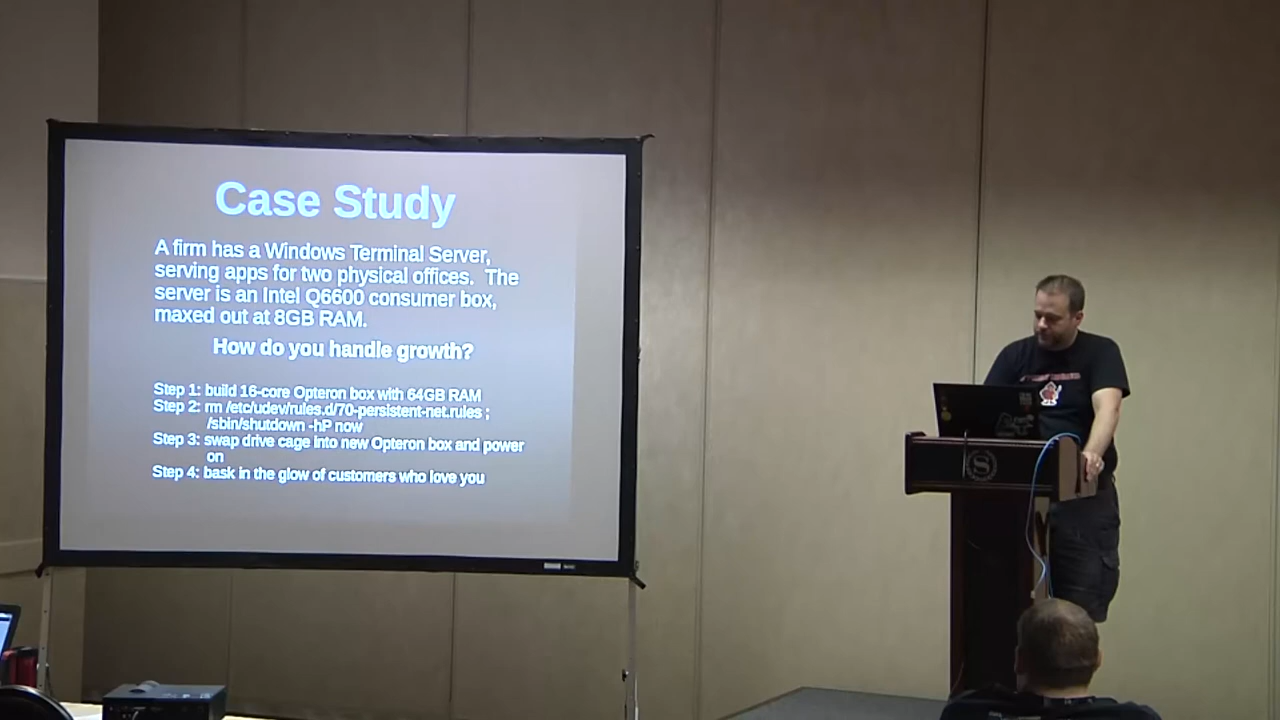 Case Study
A firm has a Windows Terminal Server,
serving apps for two physical offices.  The
server is an Intel Q6600 consumer box,
maxed out at 8GB RAM.
How do you handle growth?
Step 1: build 16-core Opteron box with 64GB RAM
Step 2: rm /etc/udev/rules.d/70-persistent-net.rules ;
/sbin/shutdown -hP now
Step 3: swap drive cage into new Opteron box and power
on
Step 4: bask in the glow of customers who love you
S